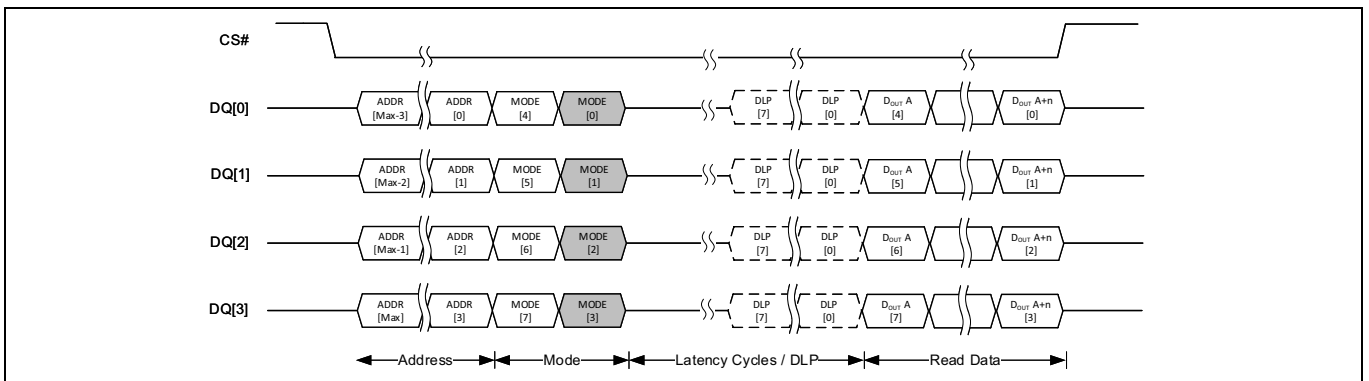 CS#
DQ[0] ADDR [Max-3] ADDR [0] MODE [4] MODE [0] DLP [7] DLP [0] DOUT A [4] DOUT A+n [0]
DQ[1] ADDR [Max-2] ADDR [1] MODE [5] MODE [1] DLP [7] DLP [0] DOUT A [5] DOUT A+n [1]
DQ[2] ADDR [Max-1] ADDR [2] MODE [6] MODE [2] DLP [7] DLP [0] DOUT A [6] DOUT A+n [2]
DQ[3] ADDR [Max] ADDR [3] MODE [7] MODE [3] DLP [7] DLP [0] DOUT A [7] DOUT A+n [3]
Address Mode Latency Cycles / DLP Read Data